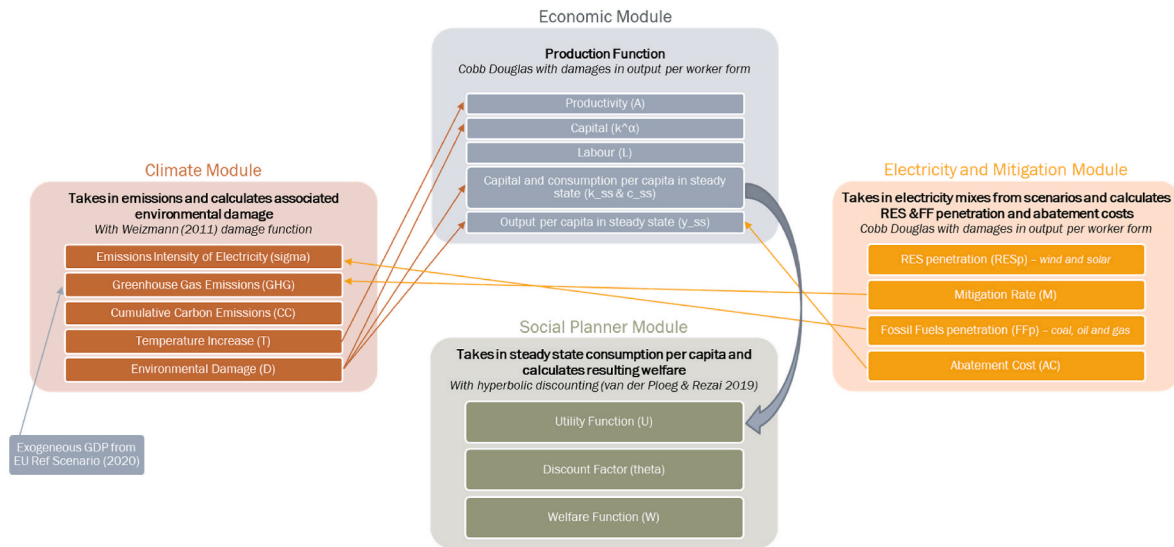 Economic Module
Production Function
Cobb Douglas with damages in output per worker form
Productivity (A)
Capital (k^α)
Labour (L)
Capital and consumption per capita in steady
state (k_ss & c_ss)
Output per capita in steady state (y_ss)
Climate Module
Takes in emissions and calculates associated
environmental damage
With Weizmann (2011) damage function
Emissions Intensity of Electricity (sigma)
Greenhouse Gas Emissions (GHG)
Cumulative Carbon Emissions (CC)
Temperature Increase (T)
Environmental Damage (D)
Exogeneous GDP from
EU Ref Scenario (2020)
Electricity and Mitigation Module
Takes in electricity mixes from scenarios and calculates
RES &FF penetration and abatement costs
Cobb Douglas with damages in output per worker form
RES penetration (RESp) – wind and solar
Mitigation Rate (M)
Fossil Fuels penetration (FFp) – coal, oil and gas
Abatement Cost (AC)
Social Planner Module
Takes in steady state consumption per capita and
calculates resulting welfare
With hyperbolic discounting (van der Ploeg & Rezai 2019)
Utility Function (U)
Discount Factor (theta)
Welfare Function (W)